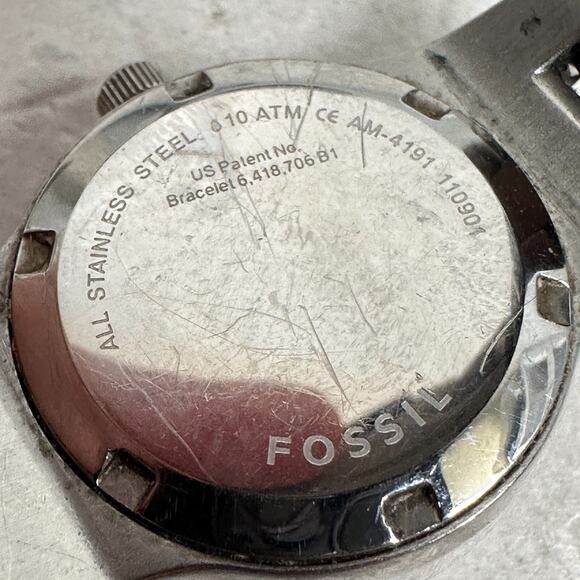 ALL STAINLESS STEEL 10 ATM CE AM-4191 110901
US Patent No.
Bracelet 6,418,706 B1
FOSSIL